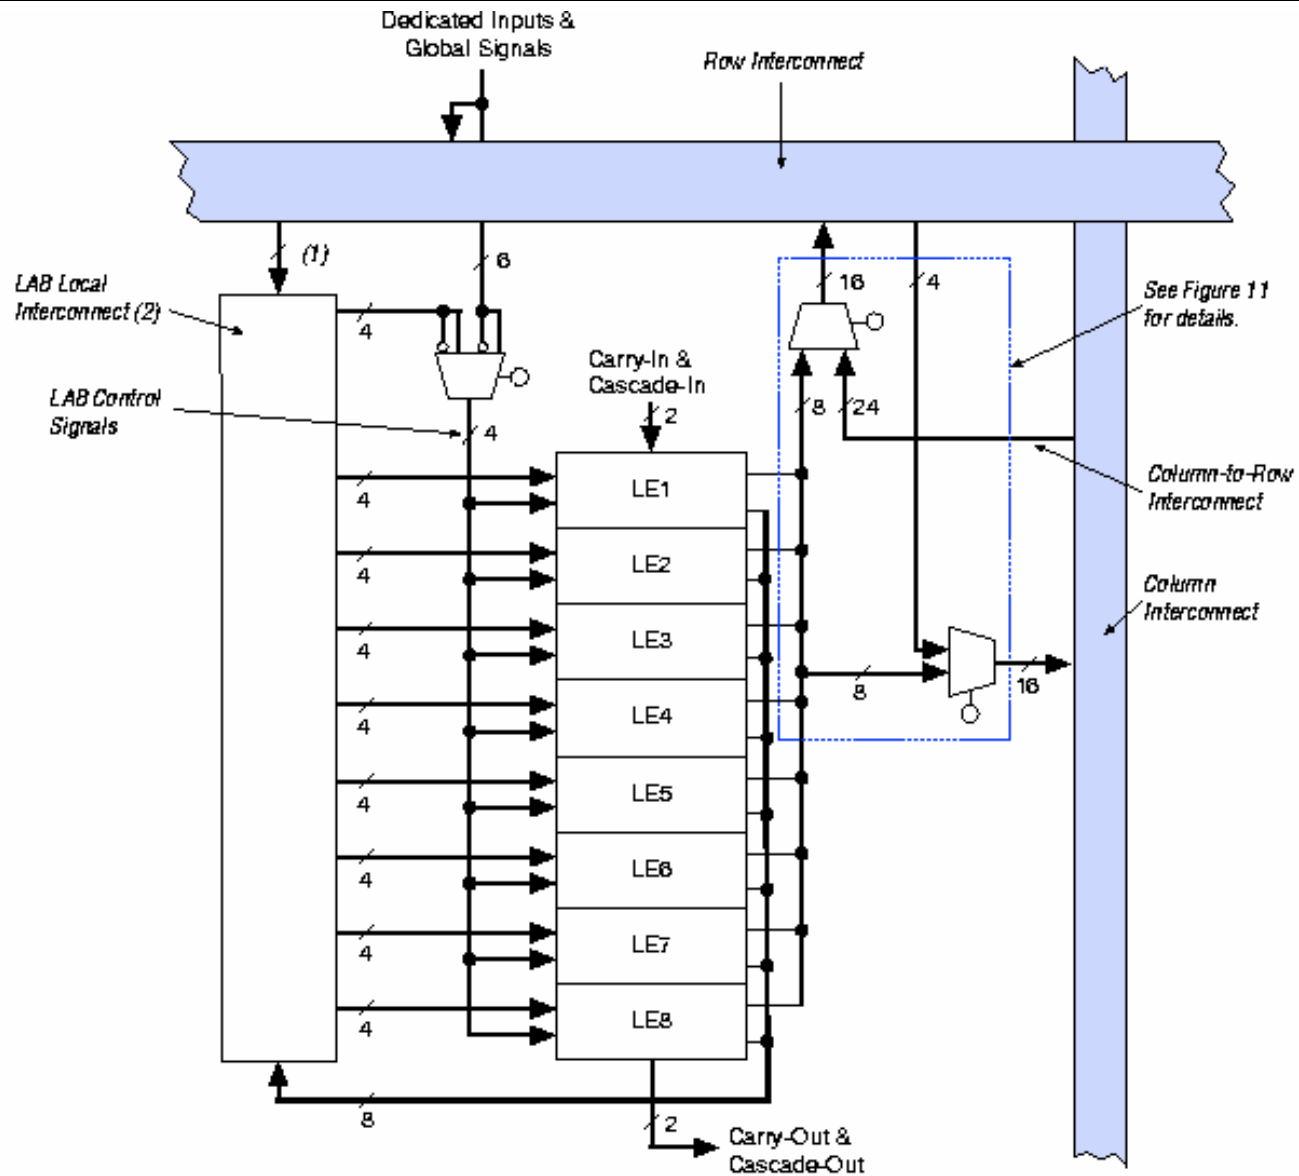 Dedicated Inputs &
Global Signals
Row Interconnect
(1)
6
16
4
LAB Local
Interconnect (2)
4
See Figure 11
for details.
Carry-In &
Cascade-In
LAB Control
Signals
4
2
8
24
Column-to-Row
Interconnect
4
LE1
4
LE2
Column
Interconnect
4
LE3
8
16
4
LE4
4
LE5
4
LE6
4
LE7
4
LE8
8
2
Carry-Out &
Cascade-Out